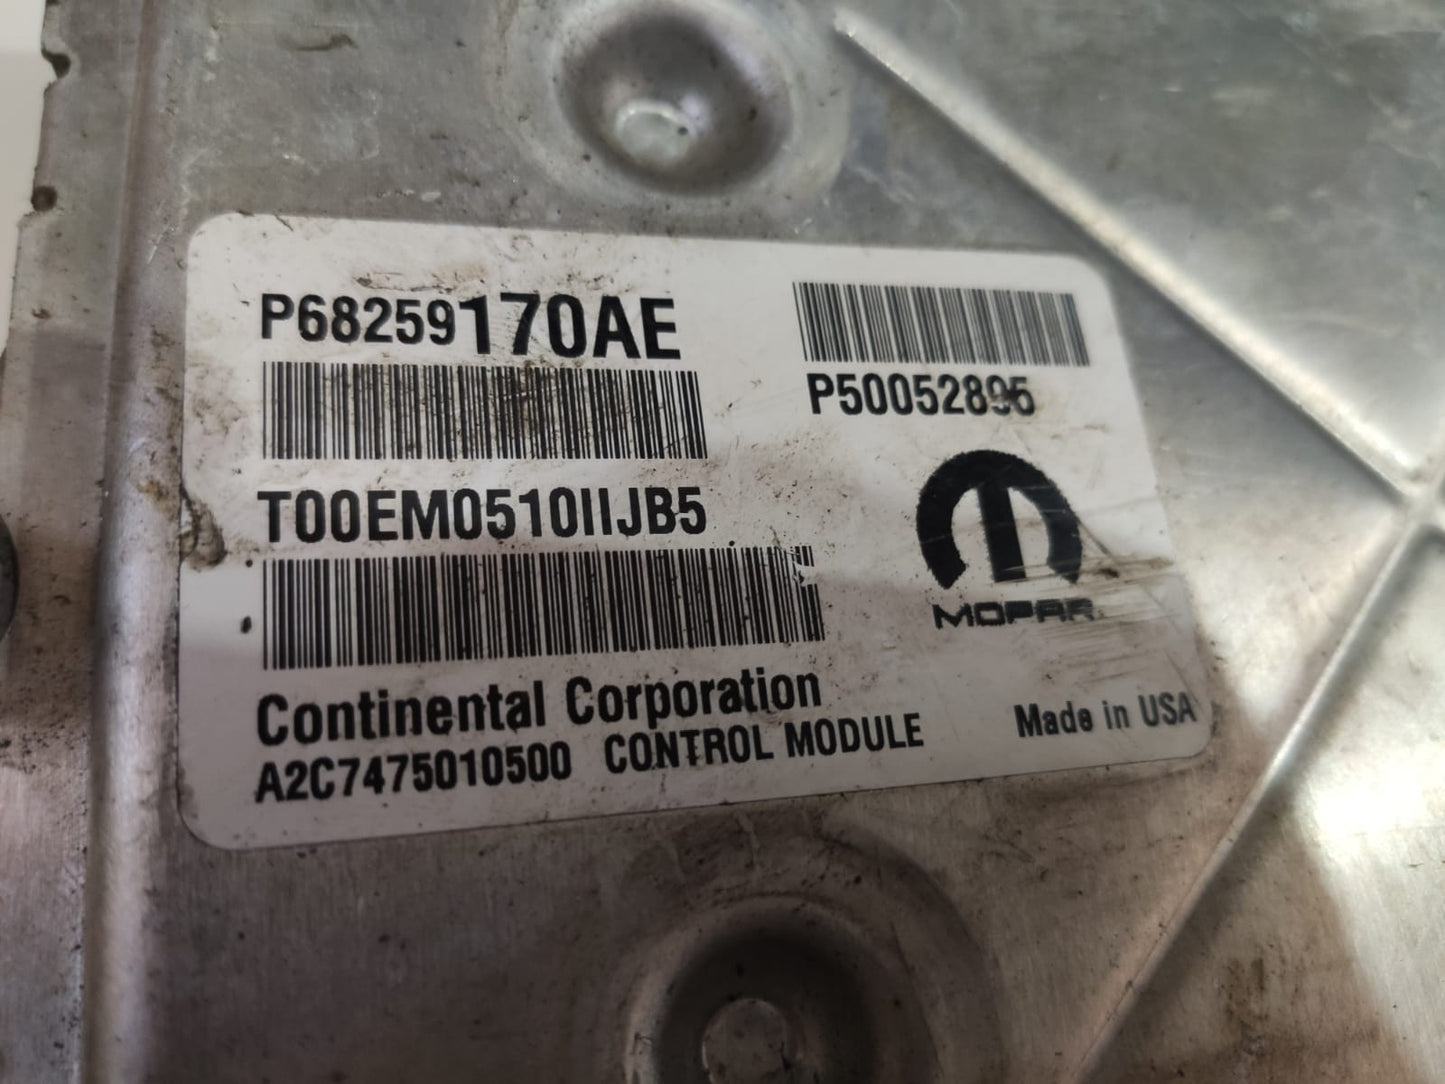 P68259170AE
P50052895
T00EM0510IIJB5
MOPAR
Continental Corporation
A2C7475010500 CONTROL MODULE
Made in USA